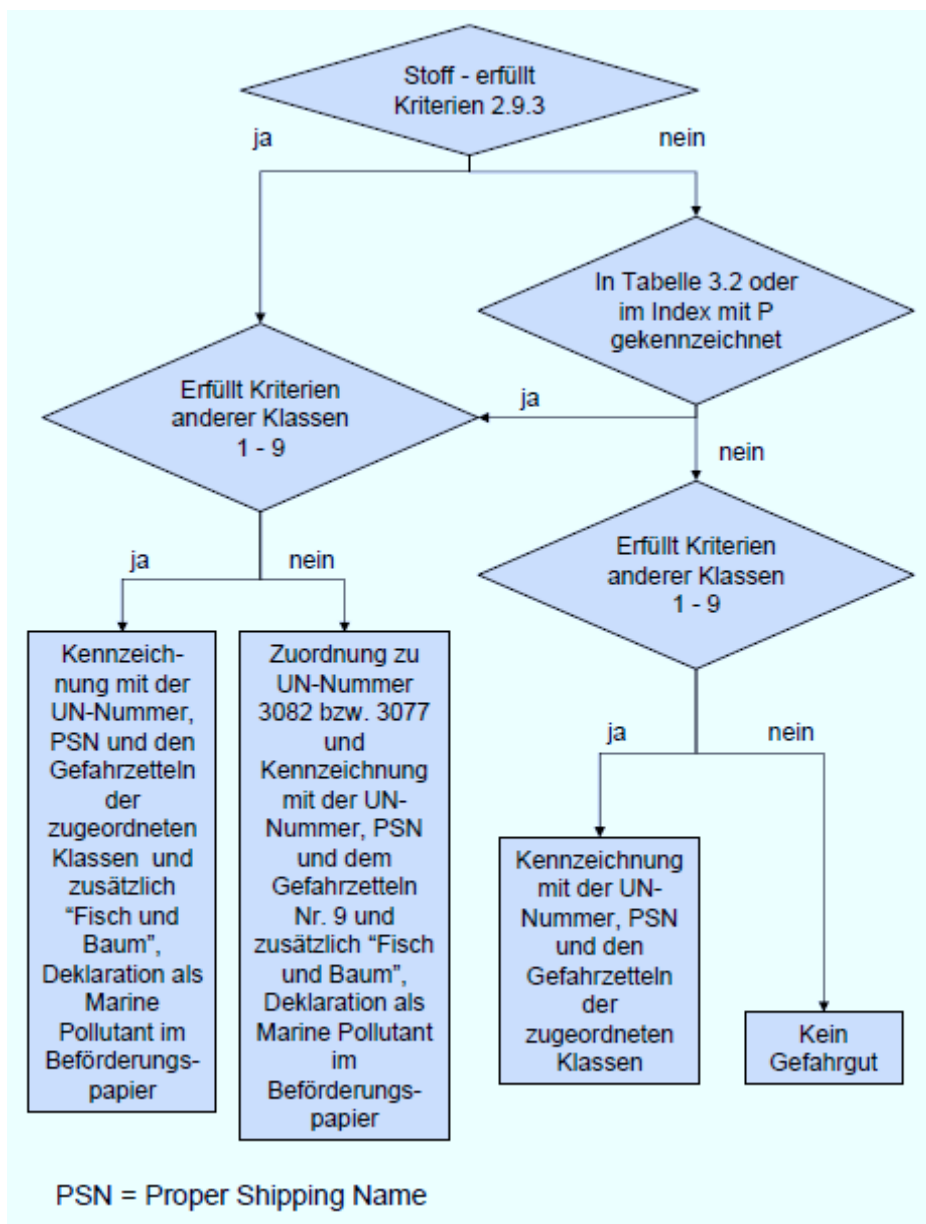 Stoff - erfüllt
Kriterien 2.9.3
ja
nein
In Tabelle 3.2 oder
im Index mit P
gekennzeichnet
Erfüllt Kriterien
anderer Klassen
1 - 9
ja
nein
Erfüllt Kriterien
anderer Klassen
1 - 9
ja
nein
Kennzeich-
nung mit der
UN-Nummer,
PSN und den
Gefahrzetteln
der
zugeordneten
Klassen und
zusätzlich
“Fisch und
Baum”,
Deklaration als
Marine
Pollutant im
Beförderungs-
papier
Zuordnung zu
UN-Nummer
3082 bzw. 3077
und
Kennzeichnung
mit der UN-
Nummer, PSN
und dem
Gefahrzetteln
Nr. 9 und
zusätzlich “Fisch
und Baum”,
Deklaration als
Marine Pollutant
im
Beförderungs-
papier
ja
nein
Kennzeichnung
mit der UN-
Nummer, PSN
und den
Gefahrzetteln
der
zugeordneten
Klassen
Kein
Gefahrgut
PSN = Proper Shipping Name